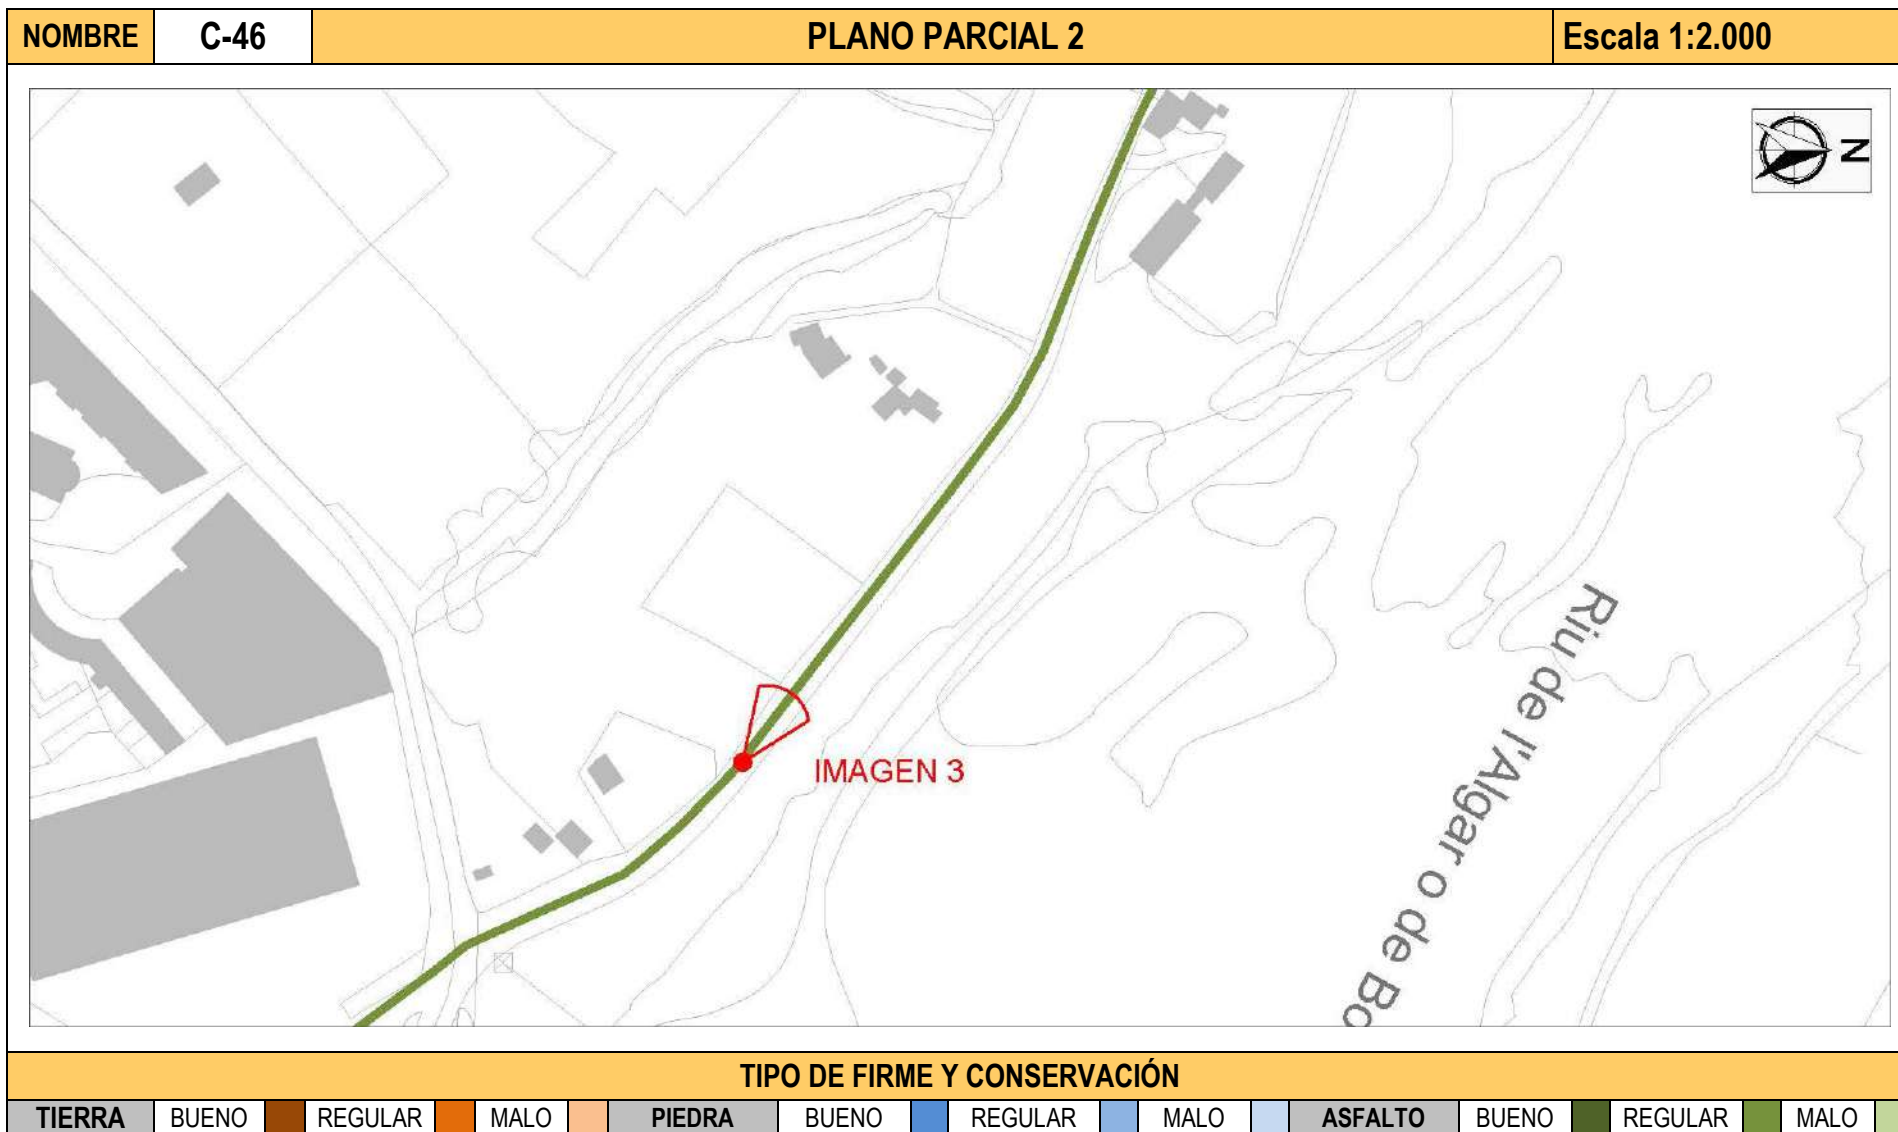 NOMBRE C-46 PLANO PARCIAL 2 Escala 1:2.000
N
IMAGEN 3
Riu de l'Algar o de Bo
TIPO DE FIRME Y CONSERVACIÓN
TIERRA BUENO REGULAR MALO PIEDRA BUENO REGULAR MALO ASFALTO BUENO REGULAR MALO